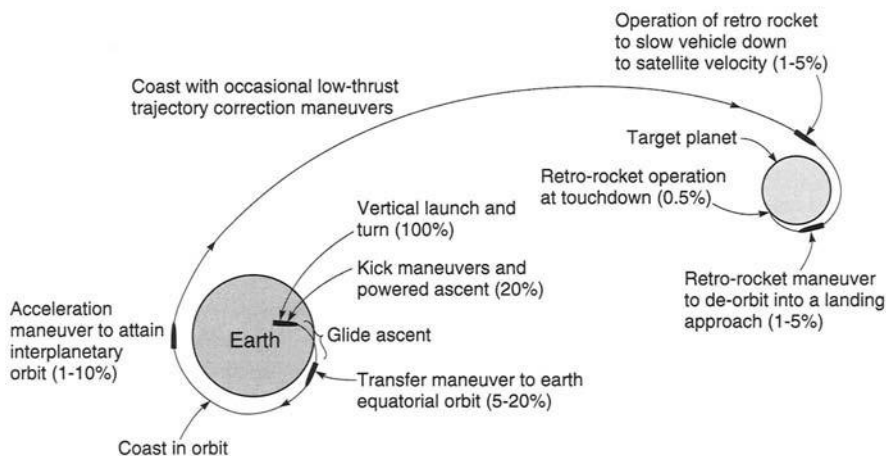 Operation of retro rocket
to slow vehicle down
to satellite velocity (1-5%)
Coast with occasional low-thrust
trajectory correction maneuvers
Target planet
Retro-rocket operation
at touchdown (0.5%)
Vertical launch and
turn (100%)
Kick maneuvers and
powered ascent (20%)
Retro-rocket maneuver
to de-orbit into a landing
approach (1-5%)
Acceleration
maneuver to attain
interplanetary
orbit (1-10%)
Earth
Glide ascent
Transfer maneuver to earth
equatorial orbit (5-20%)
Coast in orbit